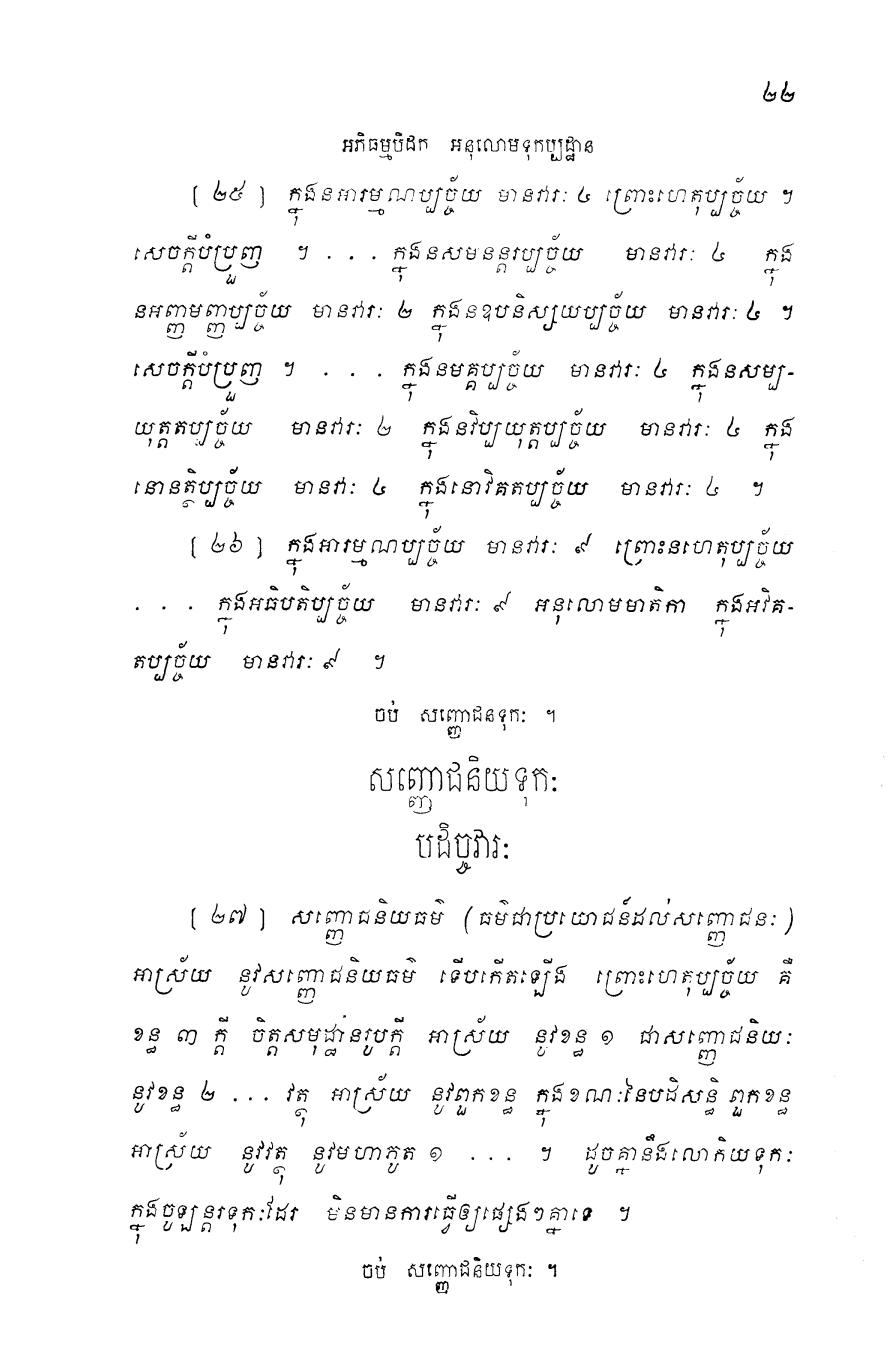 ២២
អភិធម្មបិដក អនុលោមទុកប្បដ្ឋាន
[ ២៥ ] ក្នុងនអារម្មណប្បច្ច័យ មានវារៈ ៤ ព្រោះហេតុប្បច្ច័យ ។
សេចក្តីបំប្រួញ ។ . . . ក្នុងនសមនន្តរប្បច្ច័យ មានវារៈ ៤ ក្នុង
នអញ្ញមញ្ញប្បច្ច័យ មានវារៈ ២ ក្នុងនឧបនិស្សយប្បច្ច័យ មានវារៈ ៤ ។
សេចក្តីបំប្រួញ ។ . . . ក្នុងនមគ្គប្បច្ច័យ មានវារៈ ៤ ក្នុងនសម្ប-
យុត្តតប្បច្ច័យ មានវារៈ ២ ក្នុងនវិប្បយុត្តប្បច្ច័យ មានវារៈ ៤ ក្នុង
នោនត្ថិប្បច្ច័យ មានវាៈ ៤ ក្នុងនោវិគតប្បច្ច័យ មានវារៈ ៤ ។
[ ២៦ ] ក្នុងអារម្មណប្បច្ច័យ មានវារៈ ៩ ព្រោះនហេតុប្បច្ច័យ
. . . ក្នុងអធិបតិប្បច្ច័យ មានវារៈ ៩ អនុលោមមាតិកា ក្នុងអវិគ-
តប្បច្ច័យ មានវារៈ ៩ ។
ចប់ សញ្ញោជនទុកៈ ។
សញ្ញោជនិយទុកៈ
បដិច្ចវារៈ
[ ២៧ ] សញ្ញោជនិយធម៌ (ធម៌ជាប្រយោជន៍ដល់សញ្ញោជនៈ)
អាស្រ័យ នូវសញ្ញោជនិយធម៌ ទើបកើតឡើង ព្រោះហេតុប្បច្ច័យ គឺ
ខន្ធ ៣ ក្តី ចិត្តសមុដ្ឋានរូបក្តី អាស្រ័យ នូវខន្ធ ១ ជាសញ្ញោជនិយៈ
នូវខន្ធ ២ . . . វត្ថុ អាស្រ័យ នូវពួកខន្ធ ក្នុងខណៈនៃបដិសន្ធិ ពួកខន្ធ
អាស្រ័យ នូវវត្ថុ នូវមហាភូត ១ . . . ។ ដូចគ្នានឹងលោកិយទុកៈ
ក្នុងចូឡន្តរទុកៈដែរ មិនមានការធ្វើឲ្យផ្សេងៗគ្នាទេ ។
ចប់ សញ្ញោជនិយទុកៈ ។